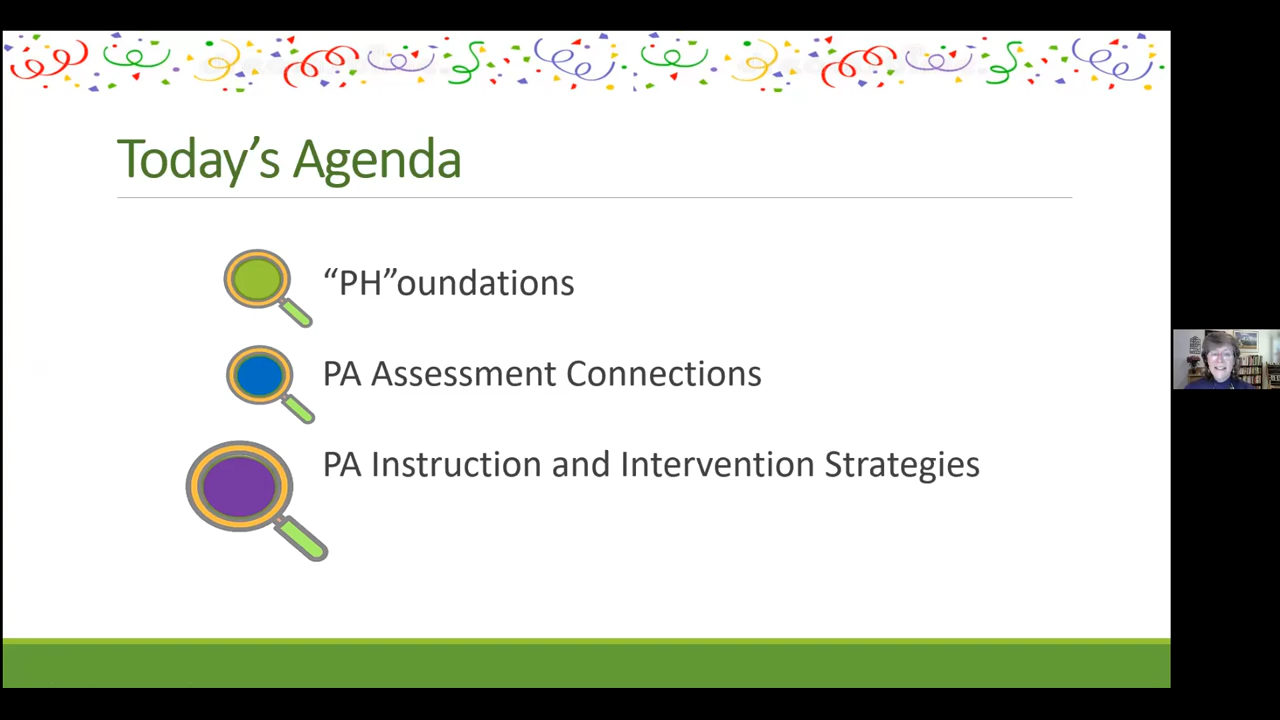 Today’s Agenda
“PH”oundations
PA Assessment Connections
PA Instruction and Intervention Strategies